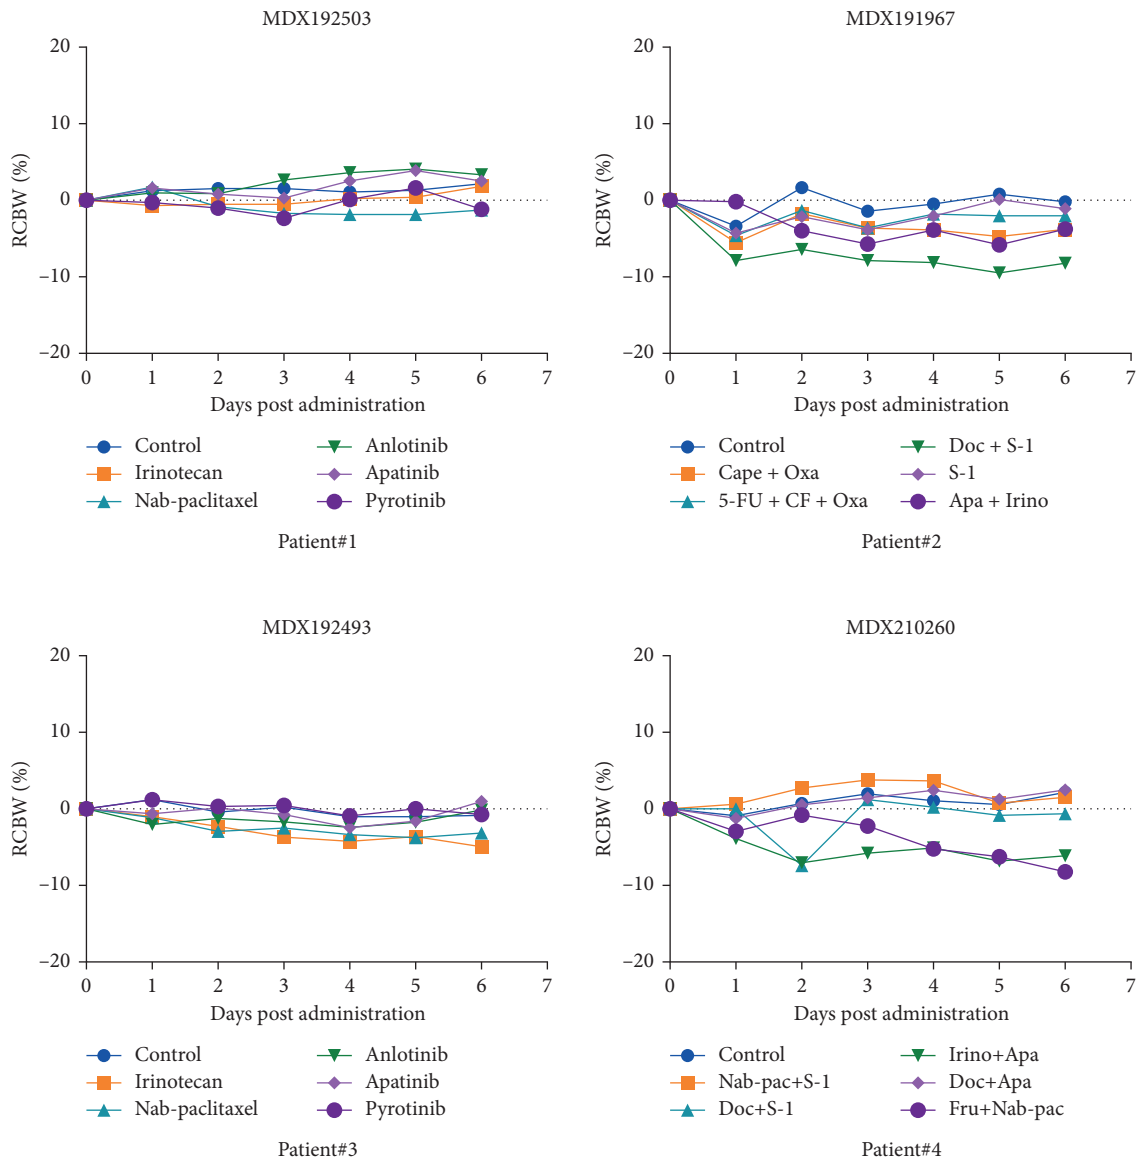 MDX192503
20
10
0
–10
–20
RCBW (%)
0 1 2 3 4 5 6 7
Days post administration
Control
Irinotecan
Nab-paclitaxel
Anlotinib
Apatinib
Pyrotinib
Patient#1
MDX191967
20
10
0
–10
–20
RCBW (%)
0 1 2 3 4 5 6 7
Days post administration
Control
Cape + Oxa
5-FU + CF + Oxa
Doc + S-1
S-1
Apa + Irino
Patient#2
MDX192493
20
10
0
–10
–20
RCBW (%)
0 1 2 3 4 5 6 7
Days post administration
Control
Irinotecan
Nab-paclitaxel
Anlotinib
Apatinib
Pyrotinib
Patient#3
MDX210260
20
10
0
–10
–20
RCBW (%)
0 1 2 3 4 5 6 7
Days post administration
Control
Nab-pac+S-1
Doc+S-1
Irino+Apa
Doc+Apa
Fru+Nab-pac
Patient#4